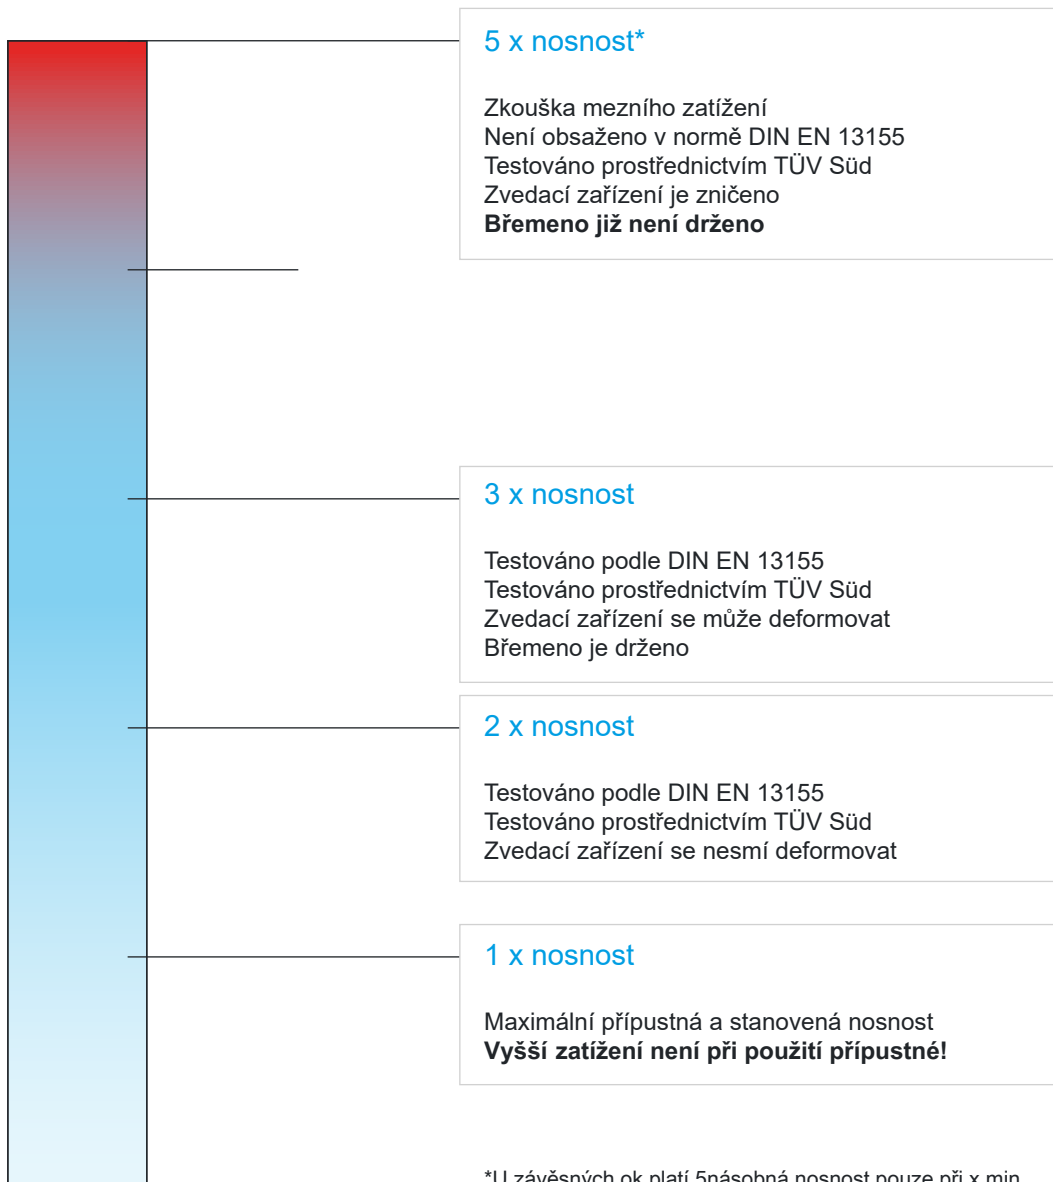 5 x nosnost*
Zkouška mezního zatížení
Není obsaženo v normě DIN EN 13155
Testováno prostřednictvím TÜV Süd
Zvedací zařízení je zničeno
Břemeno již není drženo
3 x nosnost
Testováno podle DIN EN 13155
Testováno prostřednictvím TÜV Süd
Zvedací zařízení se může deformovat
Břemeno je drženo
2 x nosnost
Testováno podle DIN EN 13155
Testováno prostřednictvím TÜV Süd
Zvedací zařízení se nesmí deformovat
1 x nosnost
Maximální přípustná a stanovená nosnost
Vyšší zatížení není při použití přípustné!
*U závěsných ok platí 5násobná nosnost pouze při x min